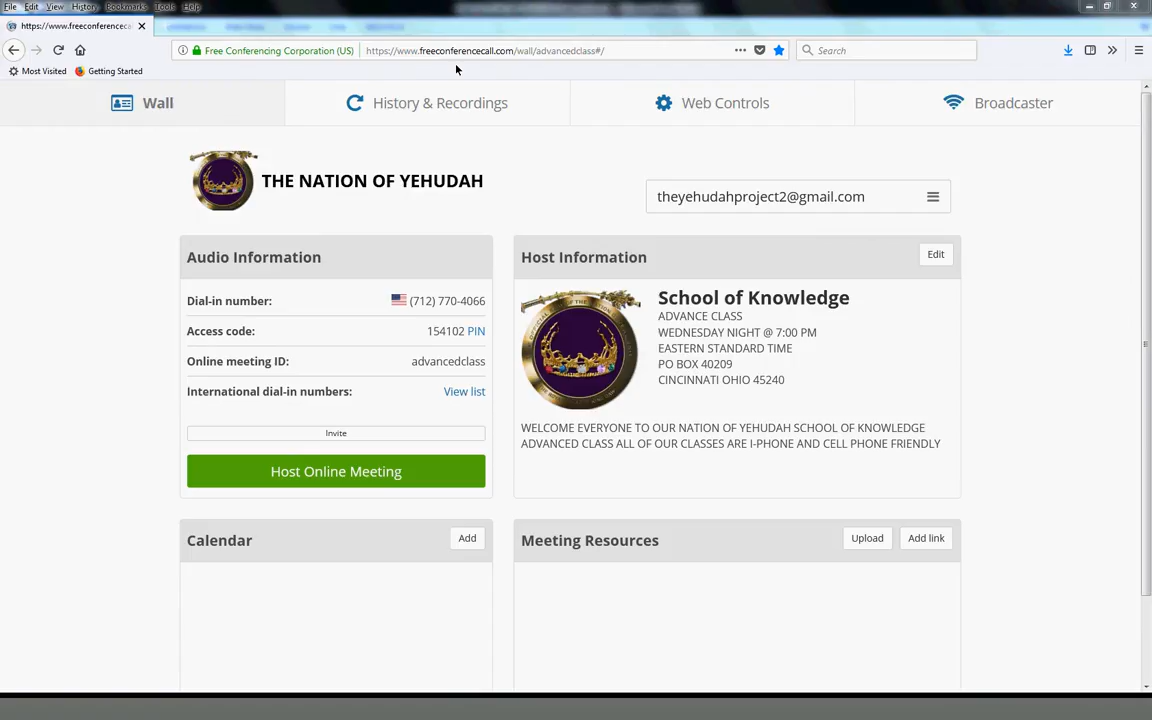 File Edit View History Bookmarks Tools Help
https://www.freeconferencecal
Free Conferencing Corporation (US) https://www.freeconferencecall.com/wall/advancedclass#/ Search
Most Visited Getting Started
Wall History & Recordings Web Controls Broadcaster
THE NATION OF YEHUDAH
theyehudahproject2@gmail.com
Audio Information
Dial-in number: (712) 770-4066
Access code: 154102 PIN
Online meeting ID: advancedclass
International dial-in numbers: View list
Invite
Host Online Meeting
Host Information Edit
School of Knowledge
ADVANCE CLASS
WEDNESDAY NIGHT @ 7:00 PM
EASTERN STANDARD TIME
PO BOX 40209
CINCINNATI OHIO 45240
WELCOME EVERYONE TO OUR NATION OF YEHUDAH SCHOOL OF KNOWLEDGE
ADVANCED CLASS ALL OF OUR CLASSES ARE I-PHONE AND CELL PHONE FRIENDLY
Calendar Add
Meeting Resources Upload Add link